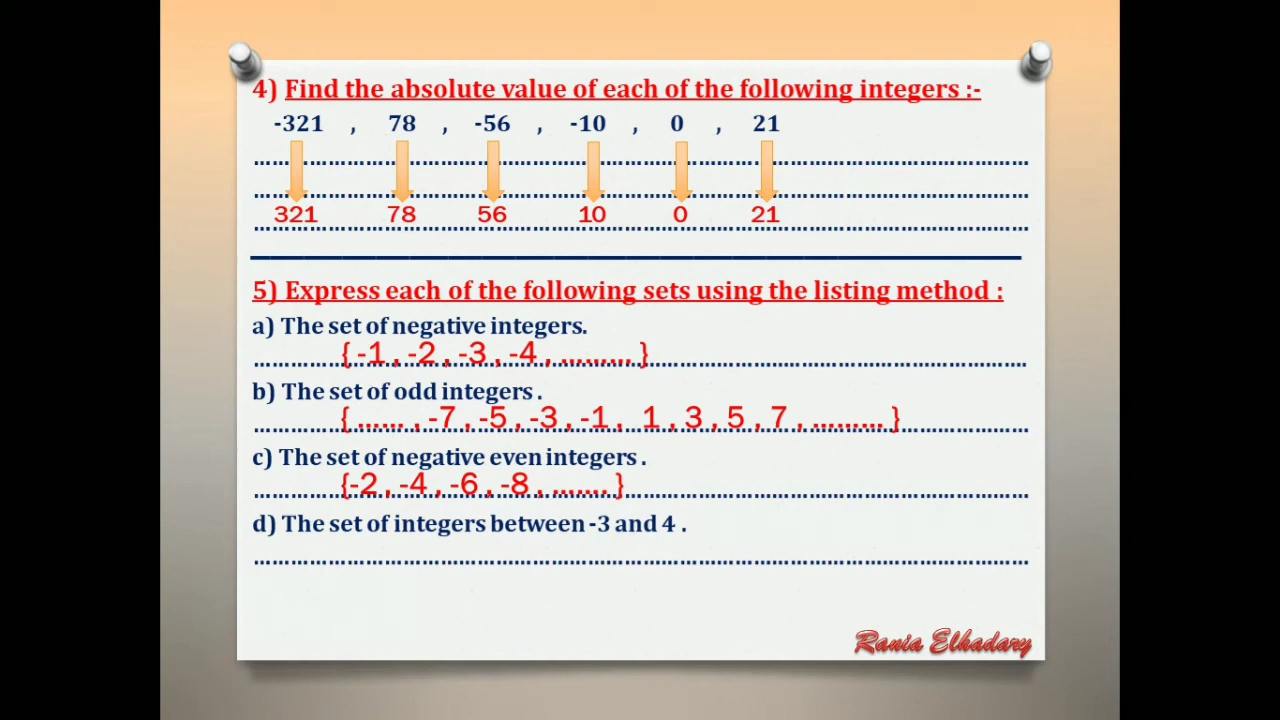 4) Find the absolute value of each of the following integers :-
-321 , 78 , -56 , -10 , 0 , 21
321 78 56 10 0 21
5) Express each of the following sets using the listing method :
a) The set of negative integers.
{ -1 , -2 , -3 , -4 , ......... }
b) The set of odd integers .
{ ...... , -7 , -5 , -3 , -1 , 1 , 3 , 5 , 7 , ......... }
c) The set of negative even integers .
{-2 , -4 , -6 , -8 , ....... }
d) The set of integers between -3 and 4 .
Rania Elhadary